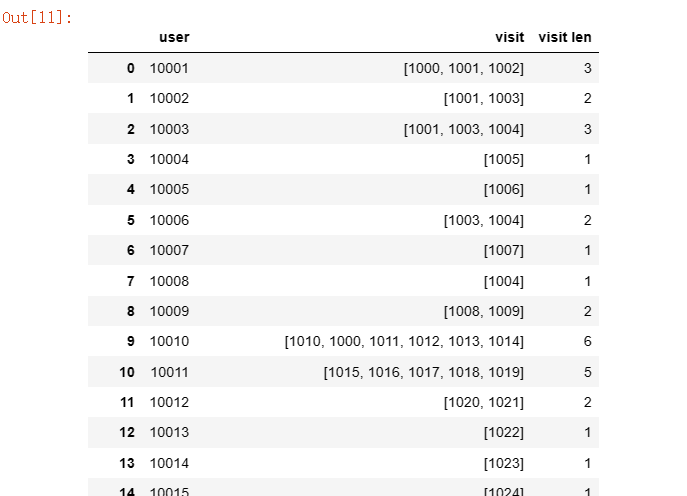 Out[11]:
user visit visit len
0 10001 [1000, 1001, 1002] 3
1 10002 [1001, 1003] 2
2 10003 [1001, 1003, 1004] 3
3 10004 [1005] 1
4 10005 [1006] 1
5 10006 [1003, 1004] 2
6 10007 [1007] 1
7 10008 [1004] 1
8 10009 [1008, 1009] 2
9 10010 [1010, 1000, 1011, 1012, 1013, 1014] 6
10 10011 [1015, 1016, 1017, 1018, 1019] 5
11 10012 [1020, 1021] 2
12 10013 [1022] 1
13 10014 [1023] 1
14 10015 [1024] 1